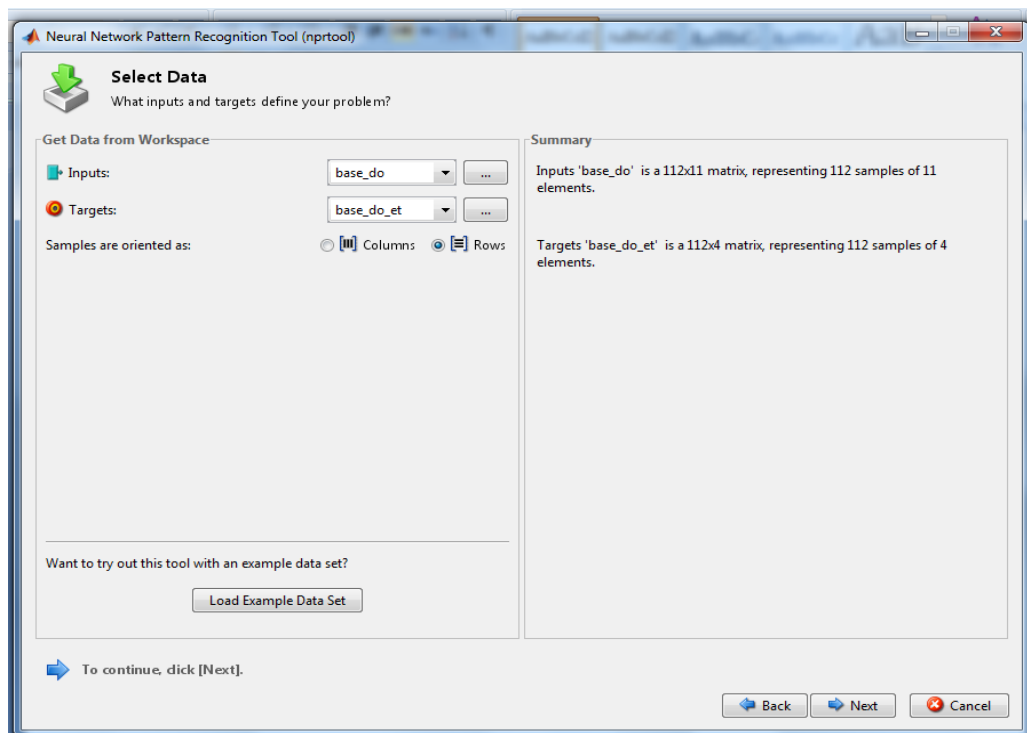 Neural Network Pattern Recognition Tool (nprtool)
Select Data
What inputs and targets define your problem?
Get Data from Workspace
Inputs: base_do ...
Targets: base_do_et ...
Samples are oriented as: Columns Rows
Want to try out this tool with an example data set?
Load Example Data Set
Summary
Inputs 'base_do' is a 112x11 matrix, representing 112 samples of 11
elements.
Targets 'base_do_et' is a 112x4 matrix, representing 112 samples of 4
elements.
To continue, click [Next].
Back Next Cancel